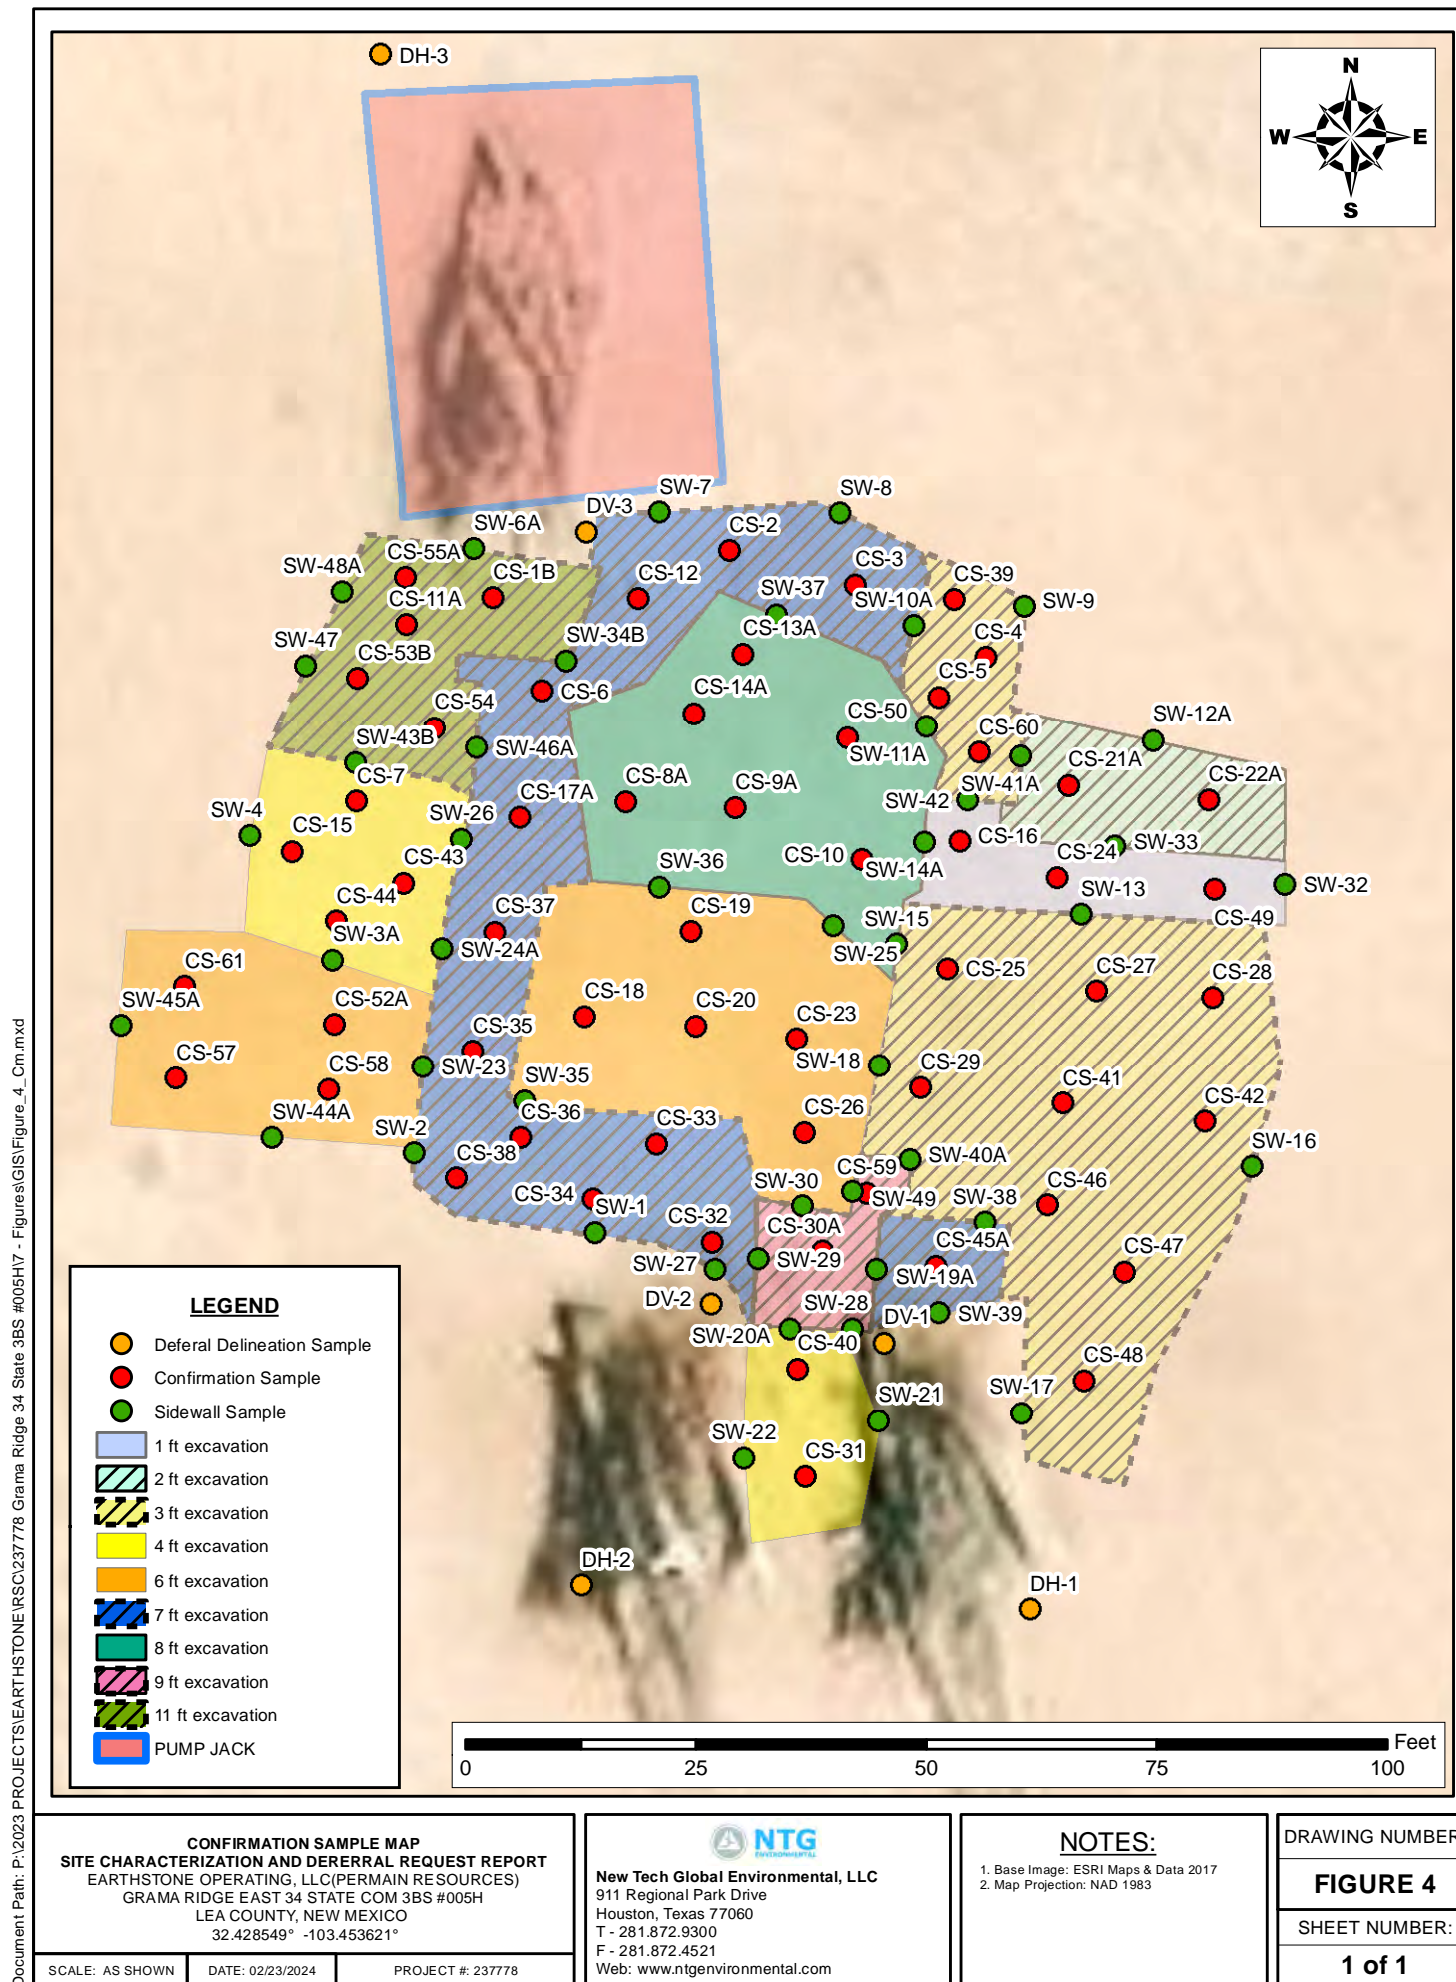 DH-3
N
W
E
S
SW-7
SW-8
DV-3
CS-2
SW-6A
CS-55A
CS-3
SW-48A
CS-1B
CS-12
CS-39
SW-37
SW-10A
SW-9
CS-11A
CS-13A
CS-4
SW-34B
SW-47
CS-53B
CS-5
CS-6
CS-14A
CS-54
CS-50
CS-60
SW-12A
SW-43B
SW-46A
SW-11A
CS-21A
CS-7
CS-22A
CS-8A
CS-9A
SW-41A
CS-17A
SW-42
SW-4
SW-26
CS-15
CS-16
SW-33
CS-43
CS-10
SW-14A
CS-24
SW-36
SW-13
SW-32
CS-44
CS-49
CS-37
CS-19
SW-15
SW-3A
SW-24A
SW-25
CS-61
CS-25
CS-27
CS-28
SW-45A
CS-52A
CS-18
CS-20
CS-23
CS-35
CS-57
CS-58
SW-23
SW-18
CS-29
SW-35
CS-41
CS-36
CS-26
CS-42
SW-44A
SW-2
CS-33
SW-16
CS-38
SW-40A
CS-59
CS-34
SW-1
SW-30
SW-49
CS-46
SW-38
CS-32
CS-30A
SW-29
CS-45A
CS-47
SW-27
SW-19A
DV-2
SW-28
DV-1
SW-39
SW-20A
CS-40
CS-48
SW-21
SW-17
SW-22
CS-31
DH-2
DH-1
LEGEND
Deferal Delineation Sample
Confirmation Sample
Sidewall Sample
1 ft excavation
2 ft excavation
3 ft excavation
4 ft excavation
6 ft excavation
7 ft excavation
8 ft excavation
9 ft excavation
11 ft excavation
PUMP JACK
Feet
0 25 50 75 100
Document Path: P:\2023 PROJECTS\EARTHSTONE\RSC\237778 Grama Ridge 34 State 3BS #005H\7 - Figures\GIS\Figure_4_Cm.mxd
CONFIRMATION SAMPLE MAP
SITE CHARACTERIZATION AND DERERRAL REQUEST REPORT
EARTHSTONE OPERATING, LLC(PERMAIN RESOURCES)
GRAMA RIDGE EAST 34 STATE COM 3BS #005H
LEA COUNTY, NEW MEXICO
32.428549° -103.453621°
SCALE: AS SHOWN
DATE: 02/23/2024
PROJECT #: 237778
NTG
ENVIRONMENTAL
New Tech Global Environmental, LLC
911 Regional Park Drive
Houston, Texas 77060
T - 281.872.9300
F - 281.872.4521
Web: www.ntgenvironmental.com
NOTES:
1. Base Image: ESRI Maps & Data 2017
2. Map Projection: NAD 1983
DRAWING NUMBER
FIGURE 4
SHEET NUMBER:
1 of 1